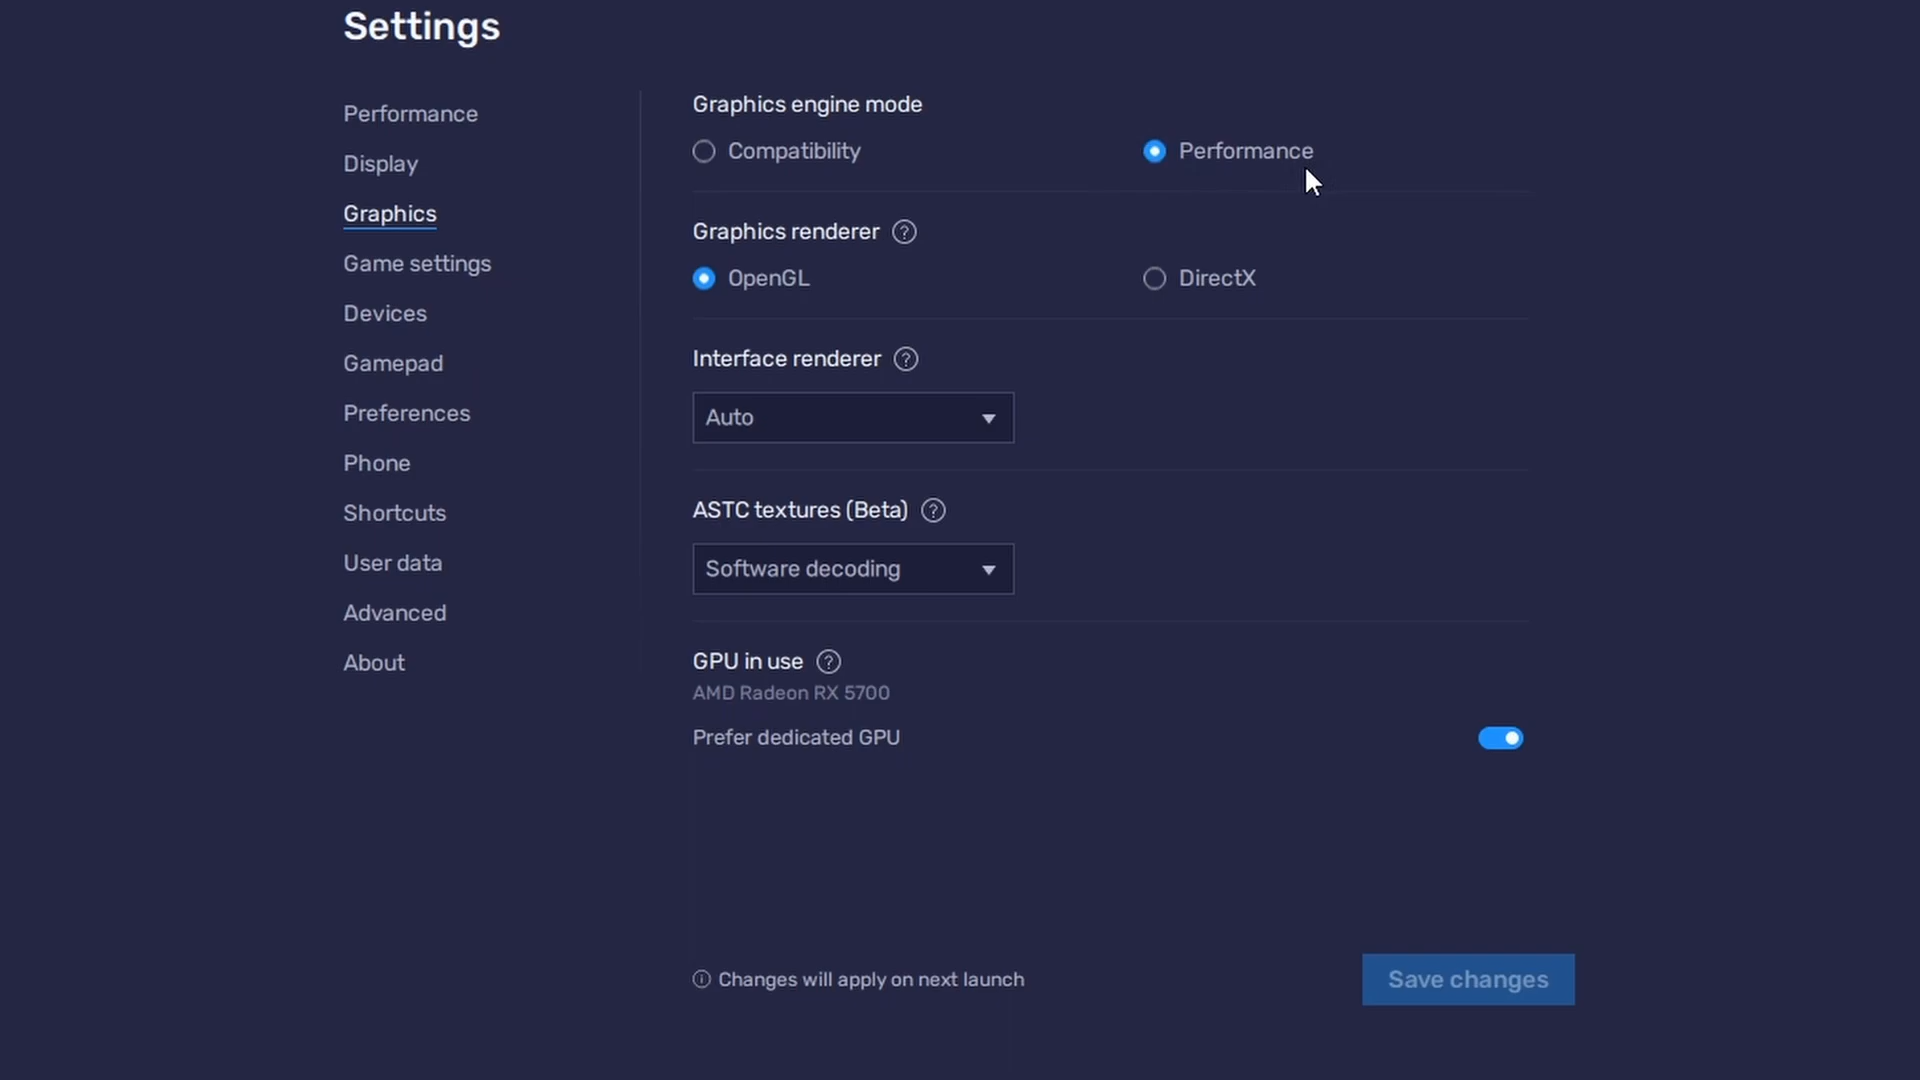 Settings
Performance
Display
Graphics
Game settings
Devices
Gamepad
Preferences
Phone
Shortcuts
User data
Advanced
About
Graphics engine mode
Compatibility
Performance
Graphics renderer ?
OpenGL
DirectX
Interface renderer ?
Auto
ASTC textures (Beta) ?
Software decoding
GPU in use ?
AMD Radeon RX 5700
Prefer dedicated GPU
Changes will apply on next launch
Save changes